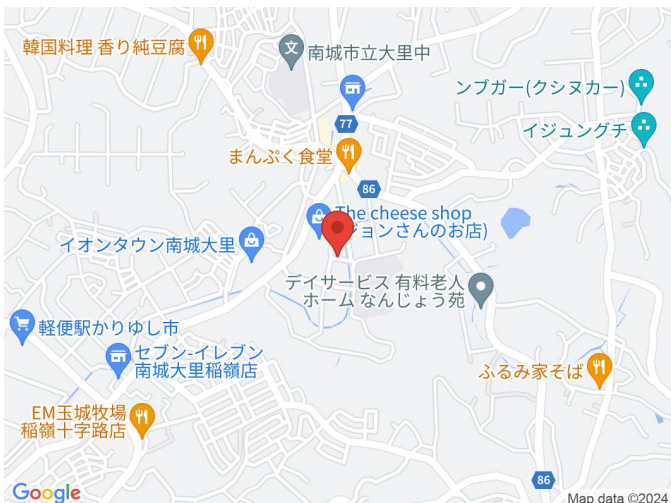 韓国料理 香り純豆腐
南城市立大里中
ンブガー(クシヌカー)
77
イジュングチ
まんぷく食堂
86
The cheese shop
ジョンさんのお店)
イオンタウン南城大里
デイサービス 有料老人
ホーム なんじょう苑
軽便駅かりゆし市
セブン-イレブン
南城大里稲嶺店
ふるみ家そば
EM玉城牧場
稲嶺十字路店
86
Google
Map data ©2024